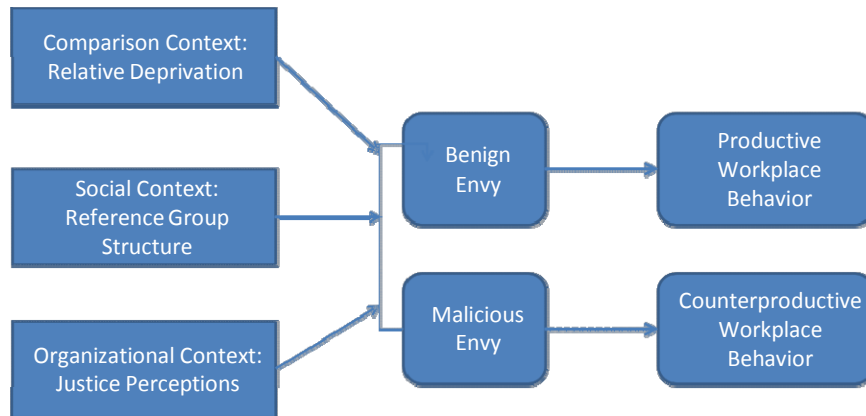 Comparison Context:
Relative Deprivation
Social Context:
Reference Group
Structure
Organizational Context:
Justice Perceptions
Benign
Envy
Malicious
Envy
Productive
Workplace
Behavior
Counterproductive
Workplace
Behavior